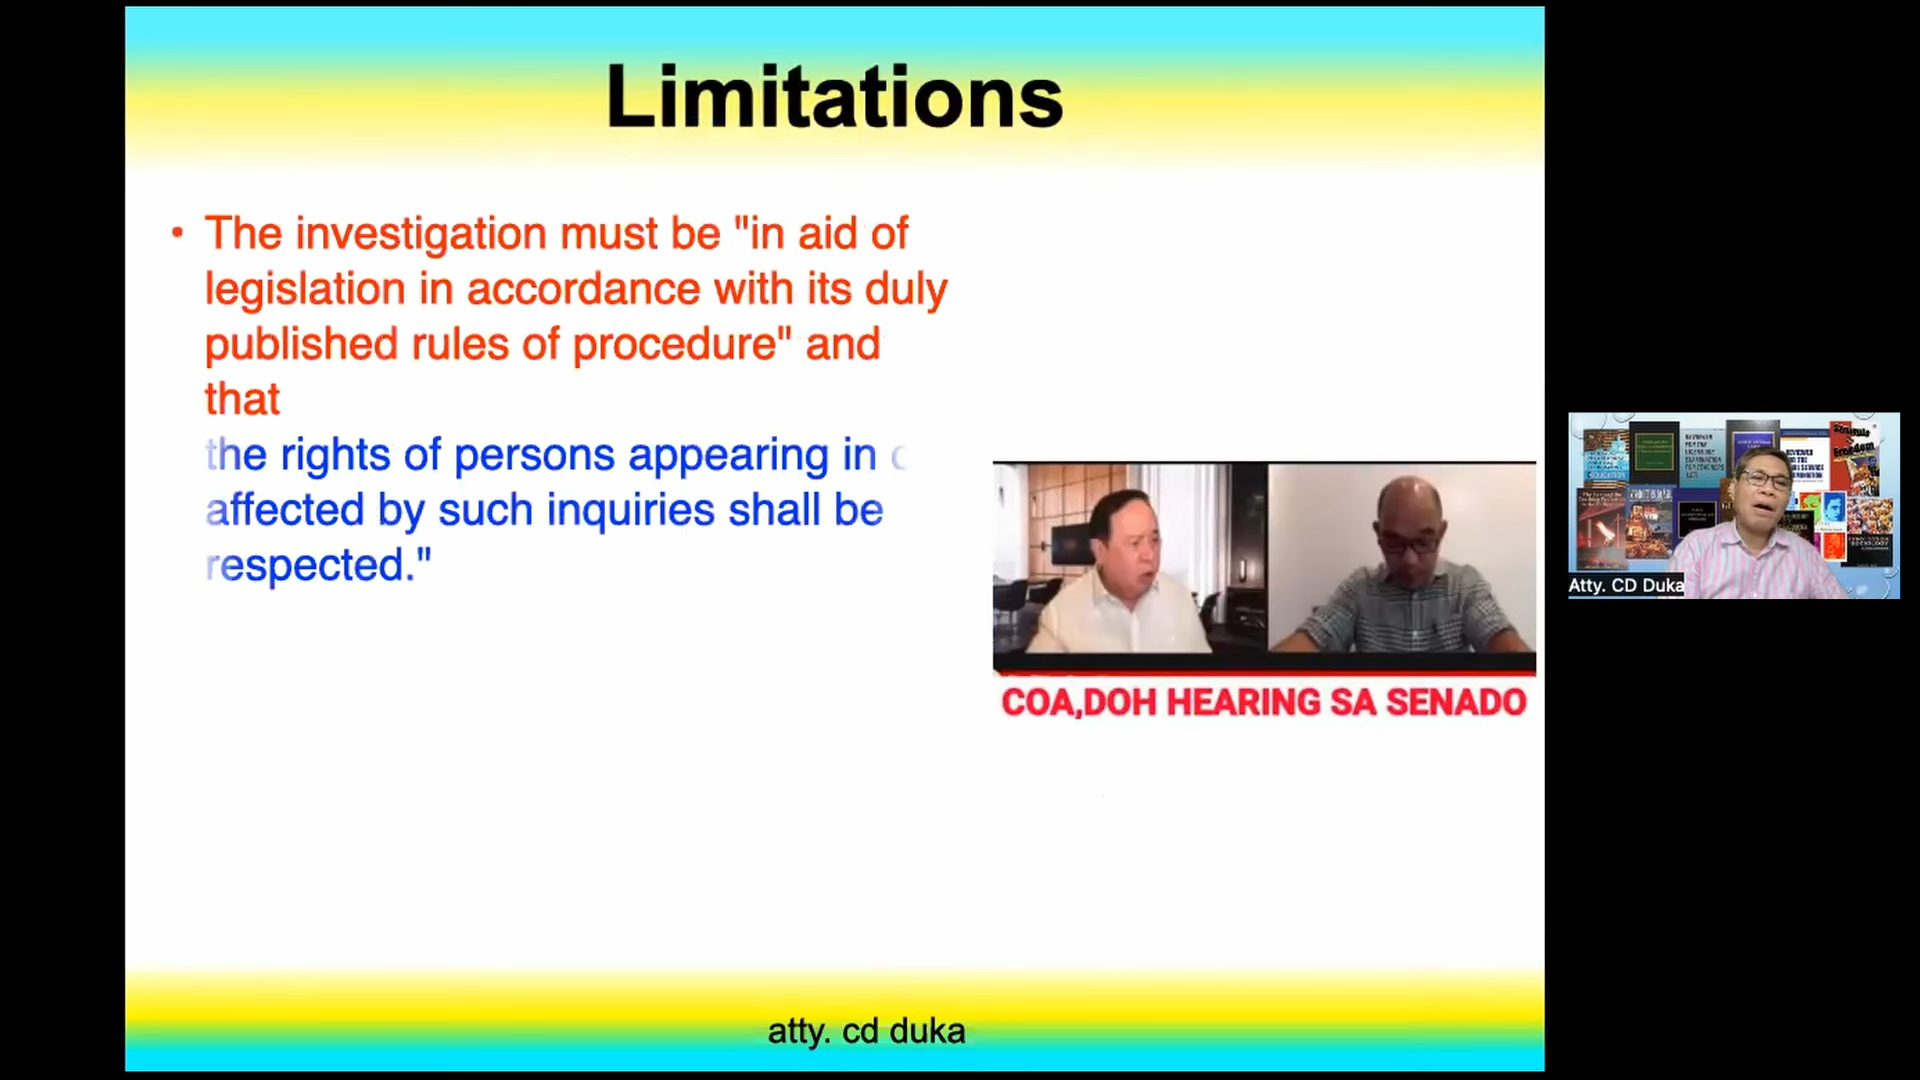 Limitations
• The investigation must be "in aid of
legislation in accordance with its duly
published rules of procedure" and
that
the rights of persons appearing in
affected by such inquiries shall be
respected."
COA,DOH HEARING SA SENADO
Atty. CD Duka
atty. cd duka